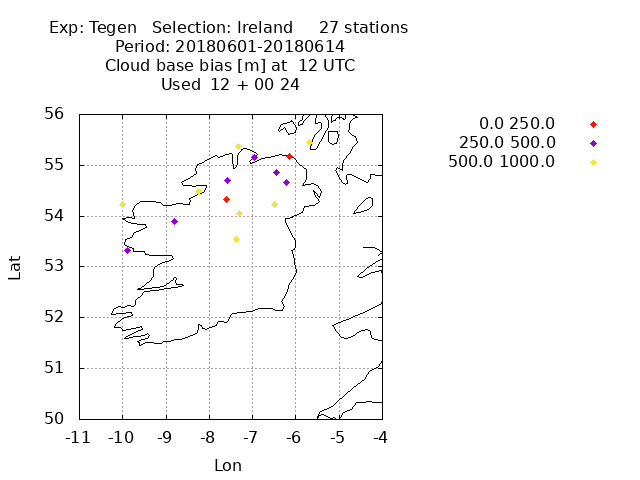 Exp: Tegen   Selection: Ireland     27 stations
Period: 20180601-20180614
Cloud base bias [m] at  12 UTC
Used  12 + 00 24
0.0 250.0
250.0 500.0
500.0 1000.0
56
55
54
53
52
51
50
Lat
-11 -10 -9 -8 -7 -6 -5 -4
Lon